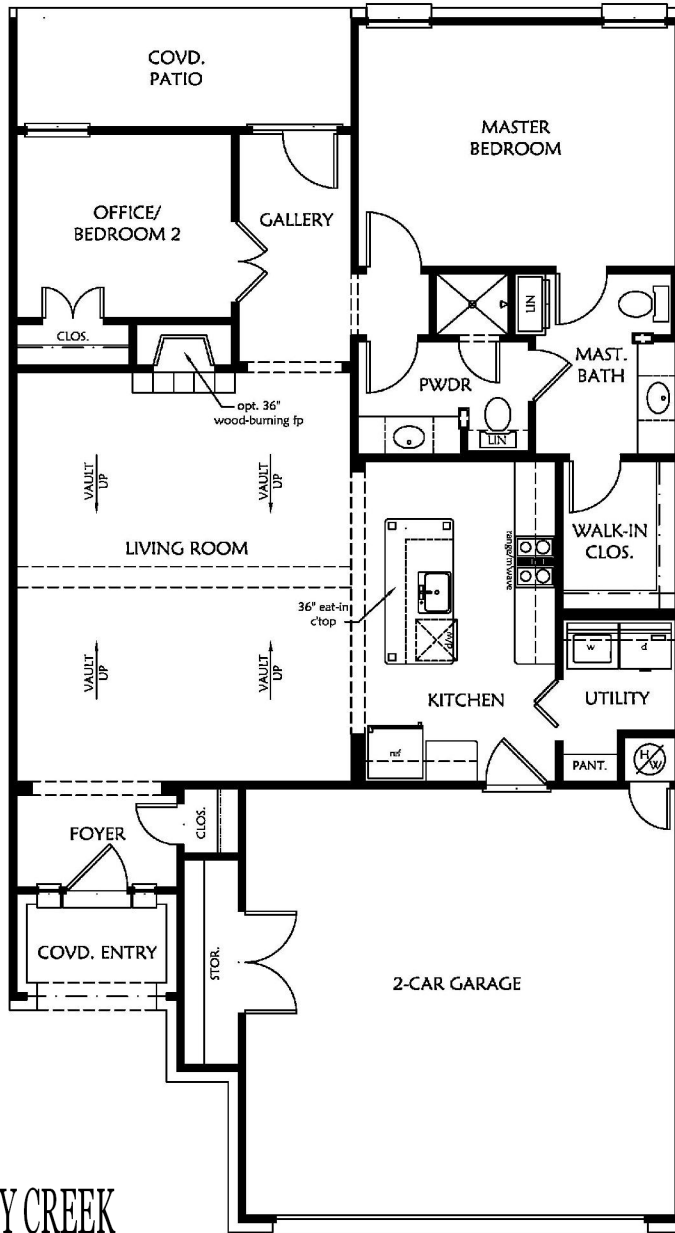 COVD.
PATIO
MASTER
BEDROOM
OFFICE/
BEDROOM 2
GALLERY
LIN
CLOS.
MAST.
BATH
PWDR
opt. 36"
wood-burning fp
LIN
VAULT
UP
VAULT
UP
WALK-IN
CLOS.
range/m'wave
LIVING ROOM
36" eat-in
c'top
d/w
w
d
VAULT
UP
VAULT
UP
KITCHEN
UTILITY
ref
PANT.
H
W
FOYER
CLOS.
COVD. ENTRY
STOR.
2-CAR GARAGE
Y CREEK